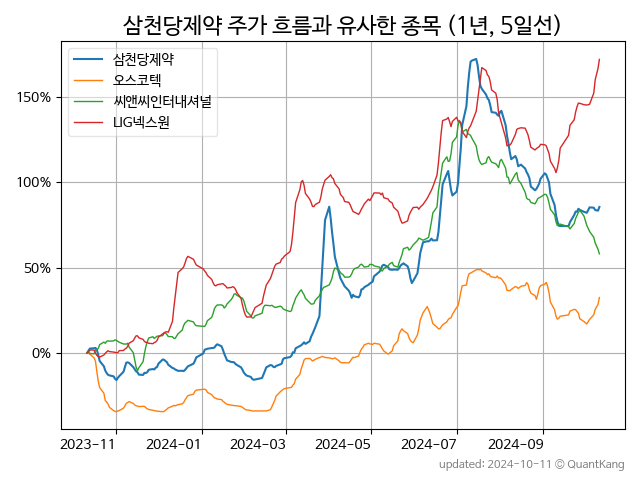 삼천당제약 주가 흐름과 유사한 종목 (1년, 5일선)
삼천당제약
오스코텍
씨앤씨인터내셔널
LIG넥스원
150%
100%
50%
0%
2023-11
2024-01
2024-03
2024-05
2024-07
2024-09
updated: 2024-10-11 © QuantKang